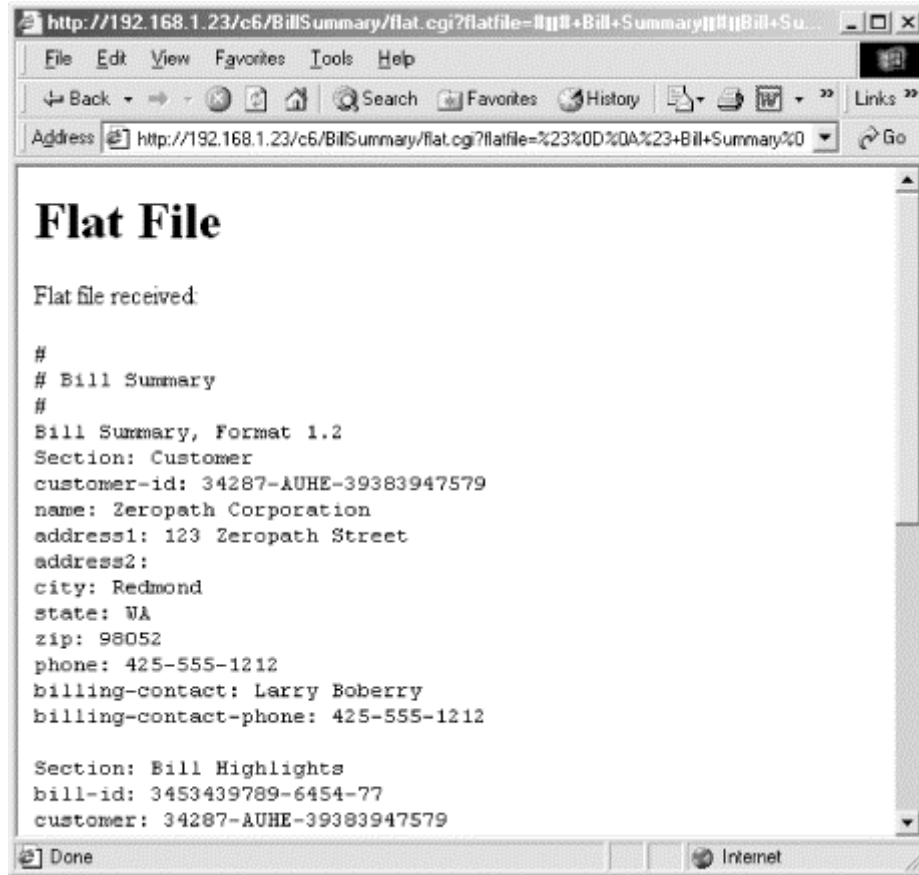 http://192.168.1.23/c6/BillSummary/flat.cgi?flatfile=#▯▯#+Bill+Summary▯▯#▯▯Bill+Su...
File Edit View Favorites Tools Help
Back Search Favorites History Links »
Address http://192.168.1.23/c6/BillSummary/flat.cgi?flatfile=%23%0D%0A%23+Bill+Summary%0 Go
Flat File
Flat file received:
#
# Bill Summary
#
Bill Summary, Format 1.2
Section: Customer
customer-id: 34287-AUHE-39383947579
name: Zeropath Corporation
address1: 123 Zeropath Street
address2:
city: Redmond
state: WA
zip: 98052
phone: 425-555-1212
billing-contact: Larry Boberry
billing-contact-phone: 425-555-1212
Section: Bill Highlights
bill-id: 3453439789-6454-77
customer: 34287-AUHE-39383947579
Done Internet